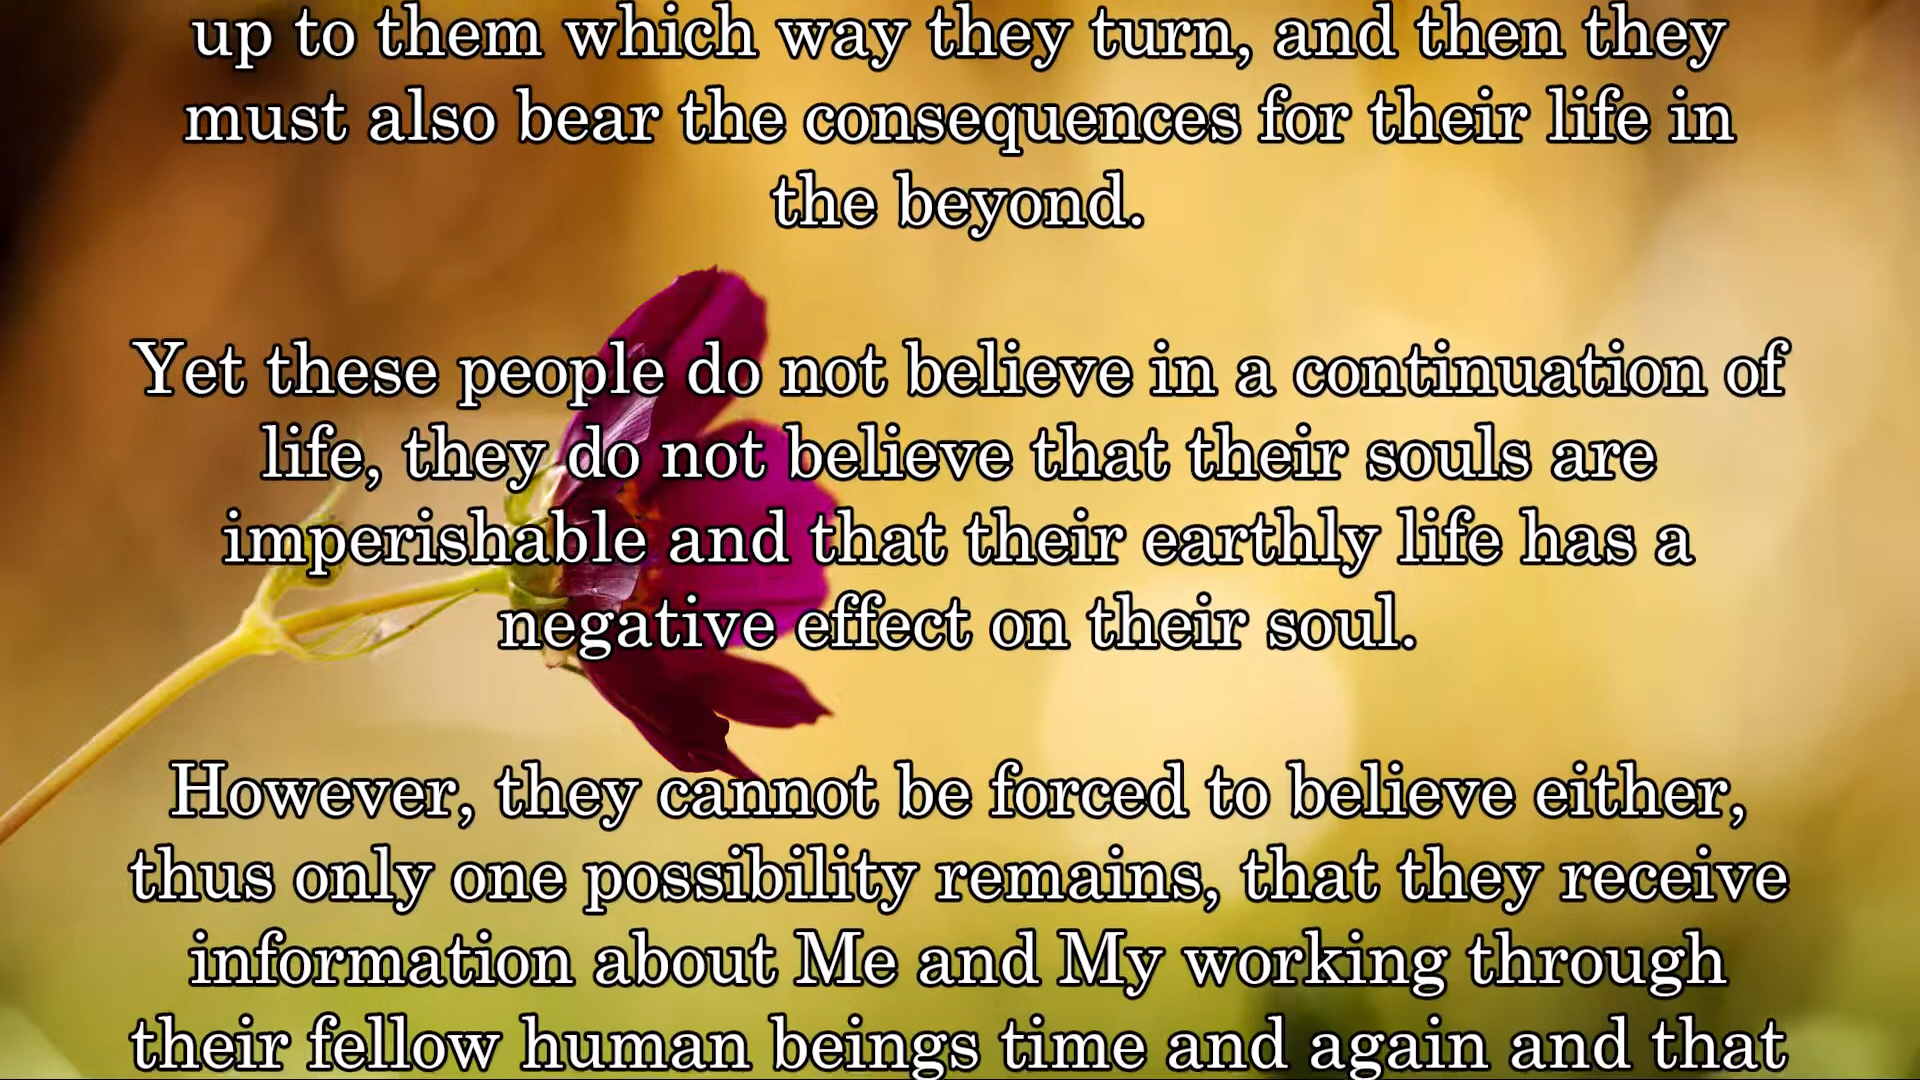 up to them which way they turn, and then they
must also bear the consequences for their life in
the beyond.
Yet these people do not believe in a continuation of
life, they do not believe that their souls are
imperishable and that their earthly life has a
negative effect on their soul.
However, they cannot be forced to believe either,
thus only one possibility remains, that they receive
information about Me and My working through
their fellow human beings time and again and that